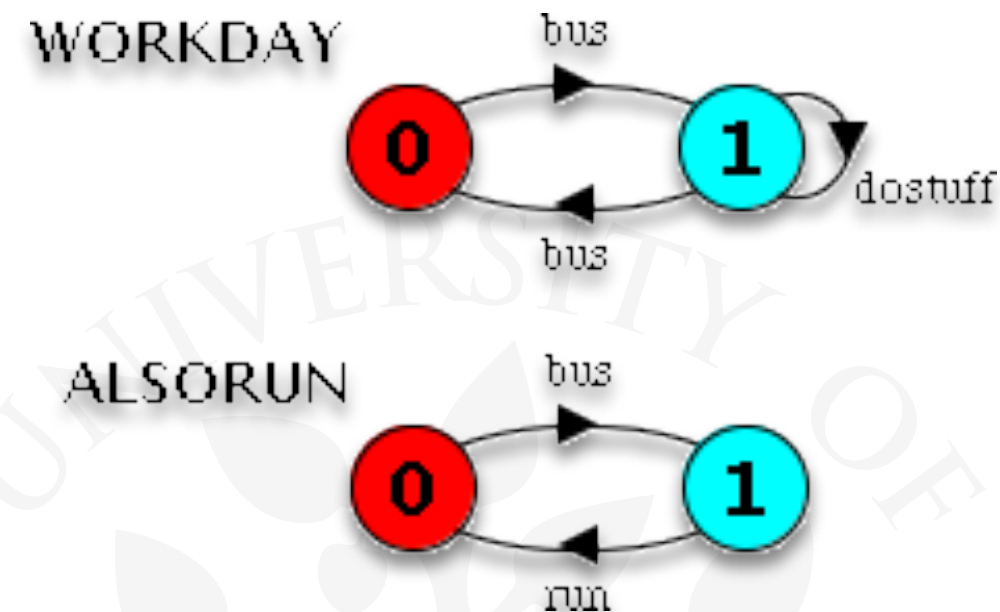 WORKDAY
bus
0
1
dostuff
bus
ALSORUN
bus
0
1
run
UNIVERSITY OF